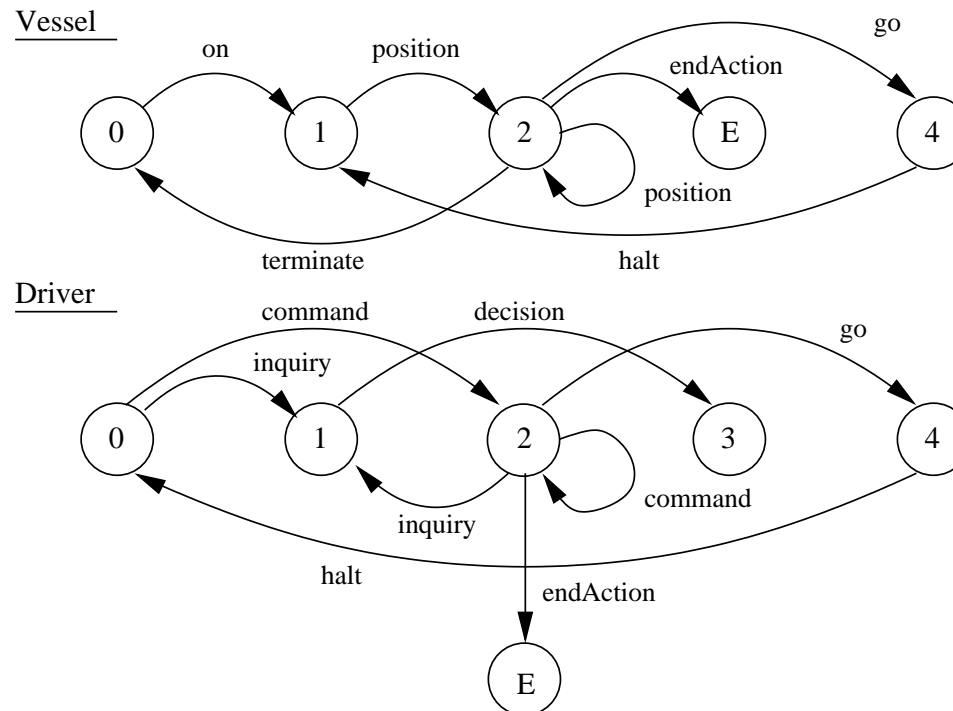 Vessel
go
on
position
endAction
0
1
2
E
4
position
terminate
halt
Driver
command
decision
go
inquiry
0
1
2
3
4
command
inquiry
halt
endAction
E